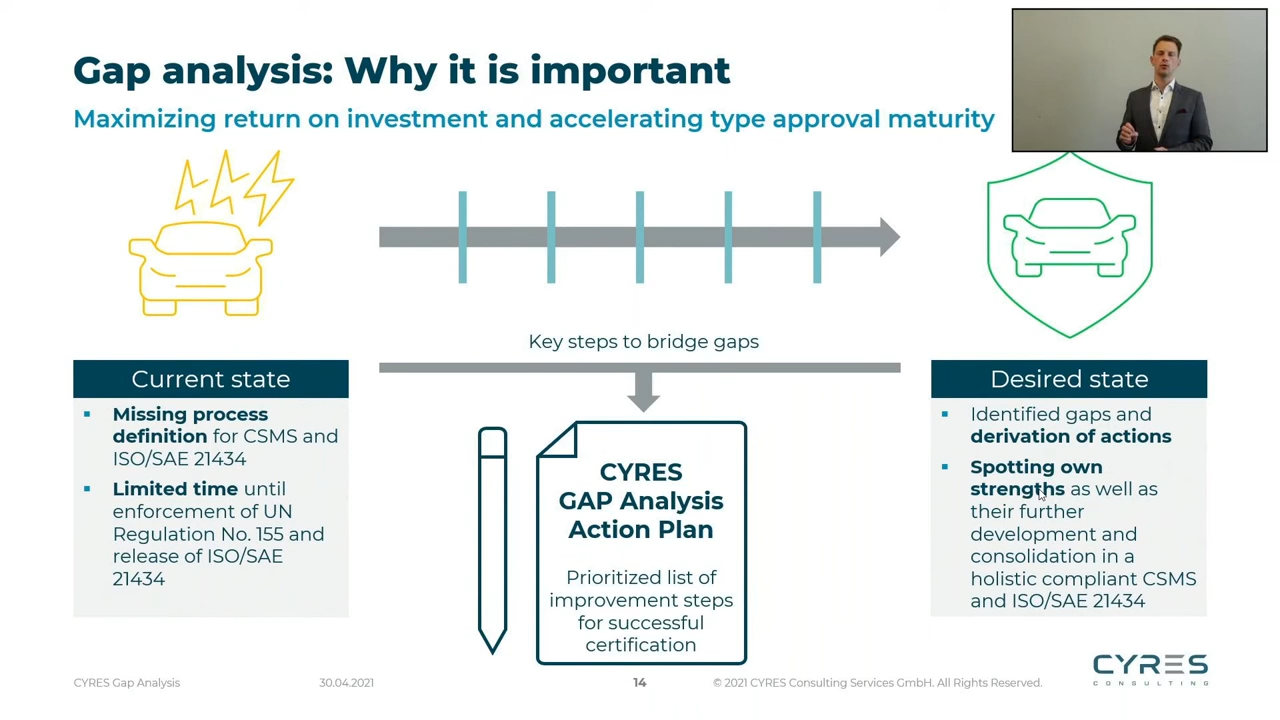 Gap analysis: Why it is important
Maximizing return on investment and accelerating type approval maturity
Key steps to bridge gaps
Current state
▪ Missing process
definition for CSMS and
ISO/SAE 21434
▪ Limited time until
enforcement of UN
Regulation No. 155 and
release of ISO/SAE
21434
CYRES
GAP Analysis
Action Plan
Prioritized list of
improvement steps
for successful
certification
Desired state
▪ Identified gaps and
derivation of actions
▪ Spotting own
strengths as well as
their further
development and
consolidation in a
holistic compliant CSMS
and ISO/SAE 21434
CYRES
CONSULTING
CYRES Gap Analysis
30.04.2021
14
© 2021 CYRES Consulting Services GmbH. All Rights Reserved.